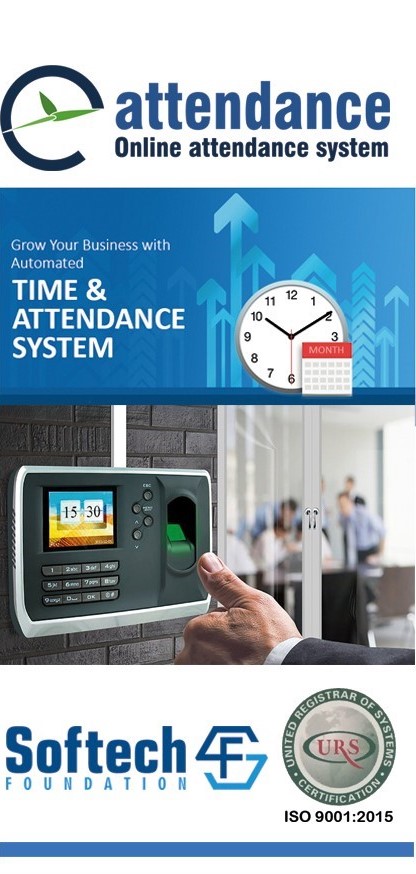 attendance
Online attendance system
Grow Your Business with
Automated
TIME &
ATTENDANCE
SYSTEM
12
11
1
10
2
9
3
8
7
6
MONTH
15 30
Softech
FOUNDATION
UNITED REGISTRAR OF SYSTEMS
URS
CERTIFICATION
ISO 9001:2015